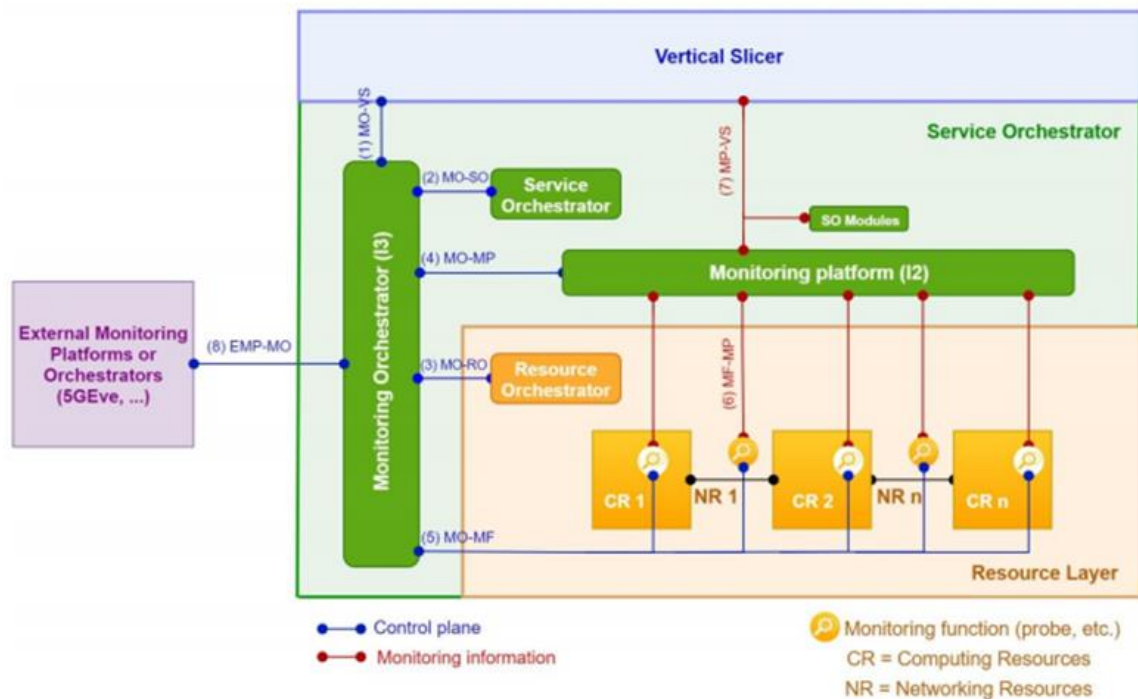 Vertical Slicer
Service Orchestrator
(1) MO-VS
(7) MP-VS
(2) MO-SO
Service
Orchestrator
SO Modules
(4) MO-MP
Monitoring platform (I2)
Monitoring Orchestrator (I3)
External Monitoring
Platforms or
Orchestrators
(5GEve, ...)
(8) EMP-MO
(3) MO-RO
Resource
Orchestrator
(6) MF-MP
CR 1
NR 1
CR 2
NR n
CR n
(5) MO-MF
Resource Layer
Control plane
Monitoring information
Monitoring function (probe, etc.)
CR = Computing Resources
NR = Networking Resources